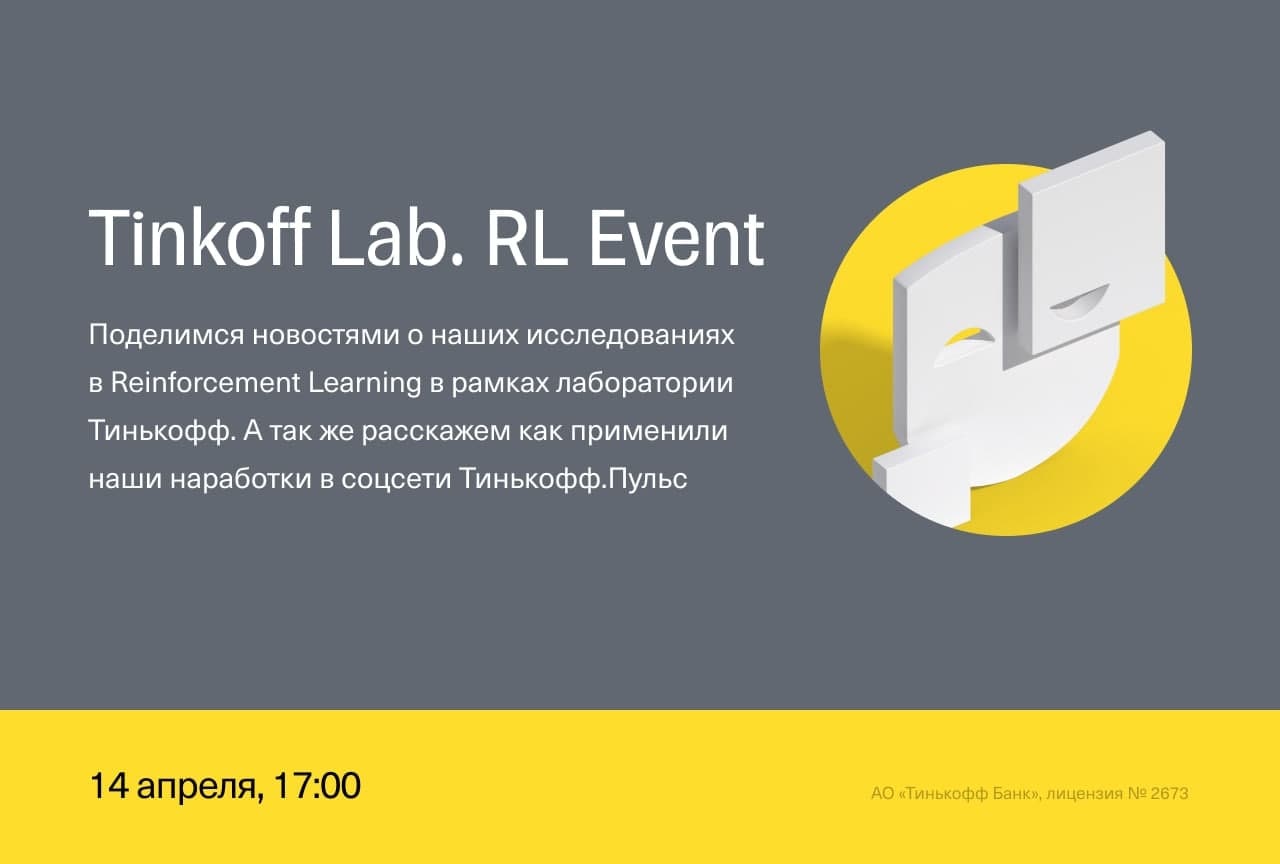 Tinkoff Lab. RL Event
Поделимся новостями о наших исследованиях
в Reinforcement Learning в рамках лаборатории
Тинькофф. А так же расскажем как применили
наши наработки в соцсети Тинькофф.Пульс
14 апреля, 17:00
АО «Тинькофф Банк», лицензия № 2673